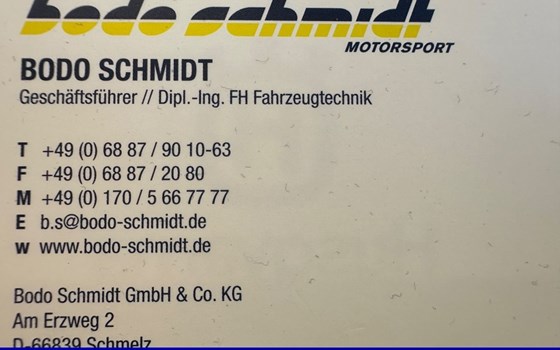 bodo schmidt
MOTORSPORT
BODO SCHMIDT
Geschäftsführer // Dipl.-Ing. FH Fahrzeugtechnik
T +49 (0) 68 87 / 90 10-63
F +49 (0) 68 87 / 20 80
M +49 (0) 170 / 5 66 77 77
E b.s@bodo-schmidt.de
w www.bodo-schmidt.de
Bodo Schmidt GmbH & Co. KG
Am Erzweg 2
D-66839 Schmelz